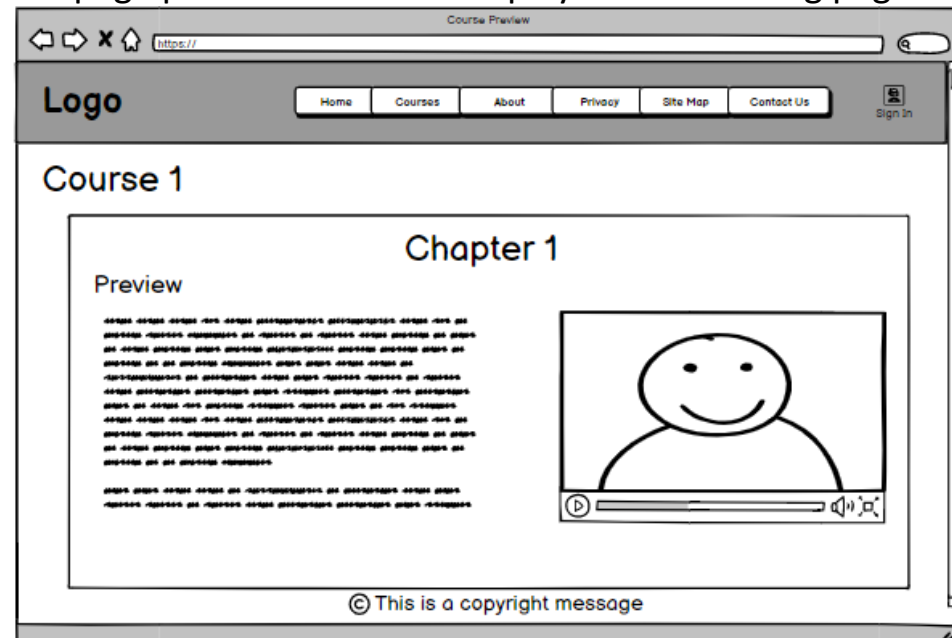 Course Preview
https://
Logo
Home Courses About Privacy Site Map Contact Us
Sign In
Course 1
Chapter 1
Preview
© This is a copyright message